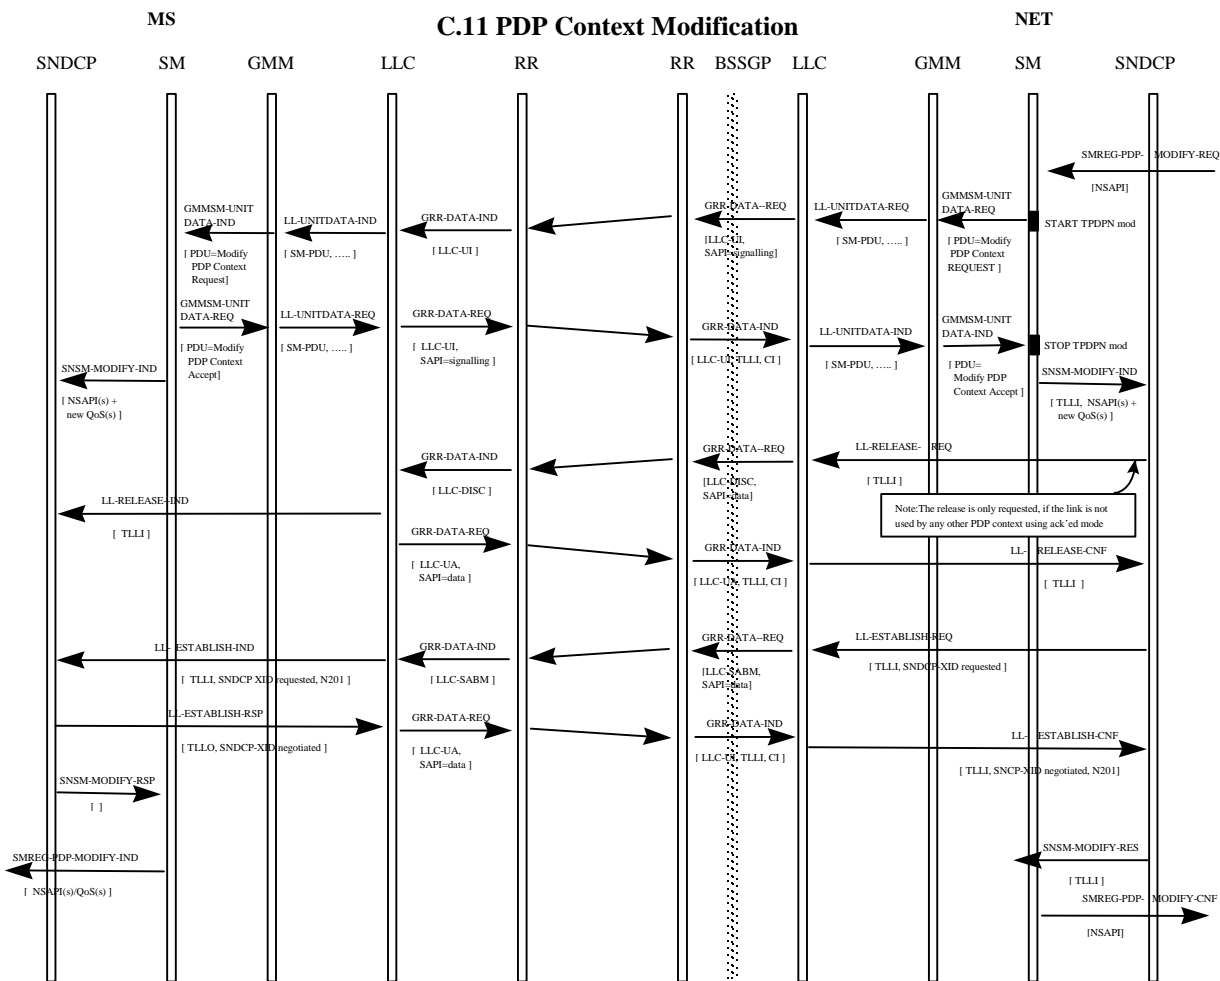 MS
C.11 PDP Context Modification
NET
SNDCP SM GMM LLC RR RR BSSGP LLC GMM SM SNDCP
SMREG-PDP- MODIFY-REQ
[NSAPI]
GMMSM-UNIT
DATA-IND
LL-UNITDATA-IND
GRR-DATA-IND
GRR-DATA--REQ
LL-UNITDATA-REQ
GMMSM-UNIT
DATA-REQ
START TPDPN mod
[ PDU=Modify
PDP Context
Request]
[ SM-PDU, ….. ]
[ LLC-UI ]
[LLC-UI,
SAPI=signalling]
[ SM-PDU, ….. ]
[ PDU=Modify
PDP Context
REQUEST ]
GMMSM-UNIT
DATA-REQ
LL-UNITDATA-REQ
GRR-DATA-REQ
GRR-DATA-IND
LL-UNITDATA-IND
GMMSM-UNIT
DATA-IND
STOP TPDPN mod
[PDU=Modify
PDP Context
Accept]
[SM-PDU, ….. ]
[ LLC-UI,
SAPI=signalling ]
[ LLC-UI, TLLI, CI ]
[ SM-PDU, ….. ]
[PDU=
Modify PDP
Context Accept ]
SNSM-MODIFY-IND
[ NSAPI(s) +
new QoS(s) ]
SNSM-MODIFY-IND
[ TLLI, NSAPI(s) +
new QoS(s) ]
GRR-DATA-IND
GRR-DATA--REQ
LL-RELEASE- REQ
[ LLC-DISC]
[LLC-DISC,
SAPI=data]
[ TLLI ]
Note:The release is only requested, if the link is not
used by any other PDP context using ack'ed mode
LL-RELEASE--IND
[ TLLI ]
GRR-DATA-REQ
GRR-DATA-IND
LL- RELEASE-CNF
[ LLC-UA,
SAPI=data ]
[ LLC-UA, TLLI, CI ]
[ TLLI ]
LL- ESTABLISH-IND
GRR-DATA-IND
GRR-DATA--REQ
LL-ESTABLISH-REQ
[ TLLI, SNDCP XID requested, N201 ]
[ LLC-SABM]
[LLC-SABM,
SAPI=data]
[ TLLI, SNDCP-XID requested ]
LL-ESTABLISH-RSP
GRR-DATA-REQ
GRR-DATA-IND
LL- ESTABLISH-CNF
[ TLLO, SNDCP-XID negotiated ]
[ LLC-UA,
SAPI=data ]
[ LLC-UI, TLLI, CI ]
[ TLLI, SNCP-XID negotiated, N201]
SNSM-MODIFY-RSP
[ ]
SMREG-PDP-MODIFY-IND
[ NSAPI(s)/QoS(s) ]
SNSM-MODIFY-RES
[ TLLI ]
SMREG-PDP- MODIFY-CNF
[NSAPI]